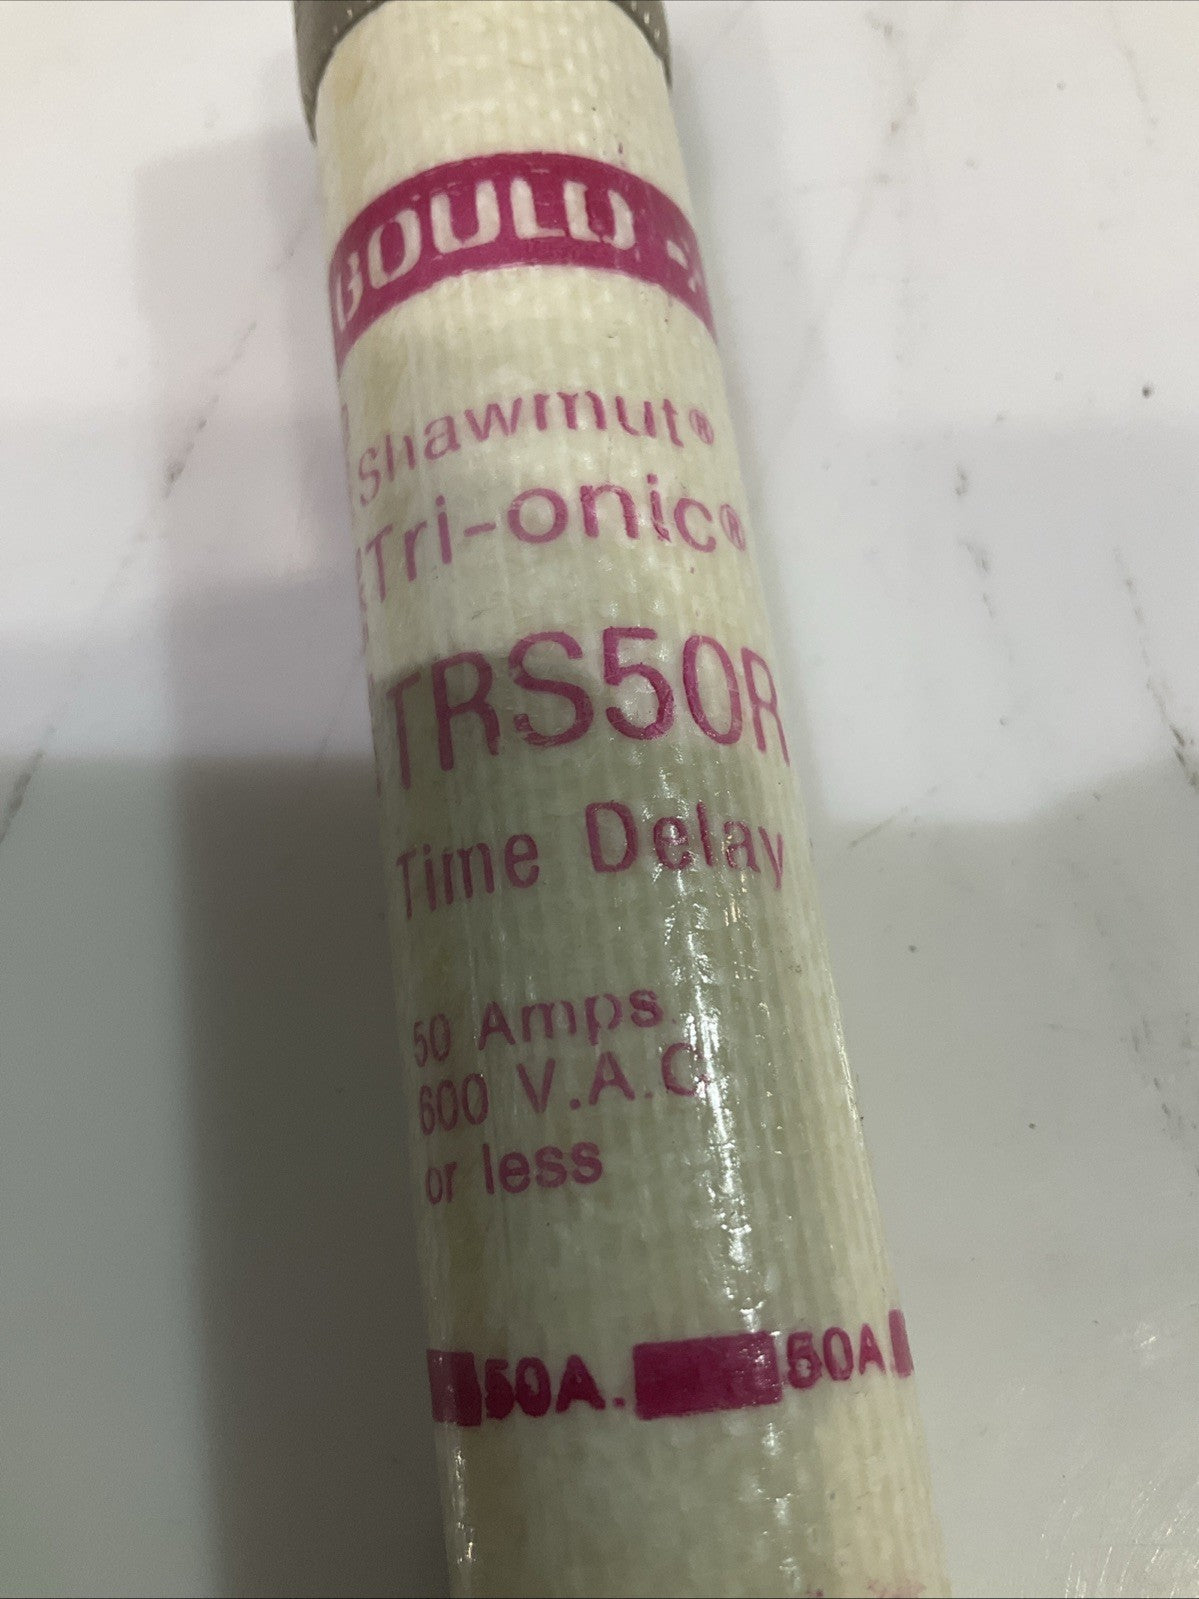 GOULD
Shawmut®
Tri-onic®
TRS50R
Time Delay
50 Amps.
600 V.A.C
or less
50A. 50A.